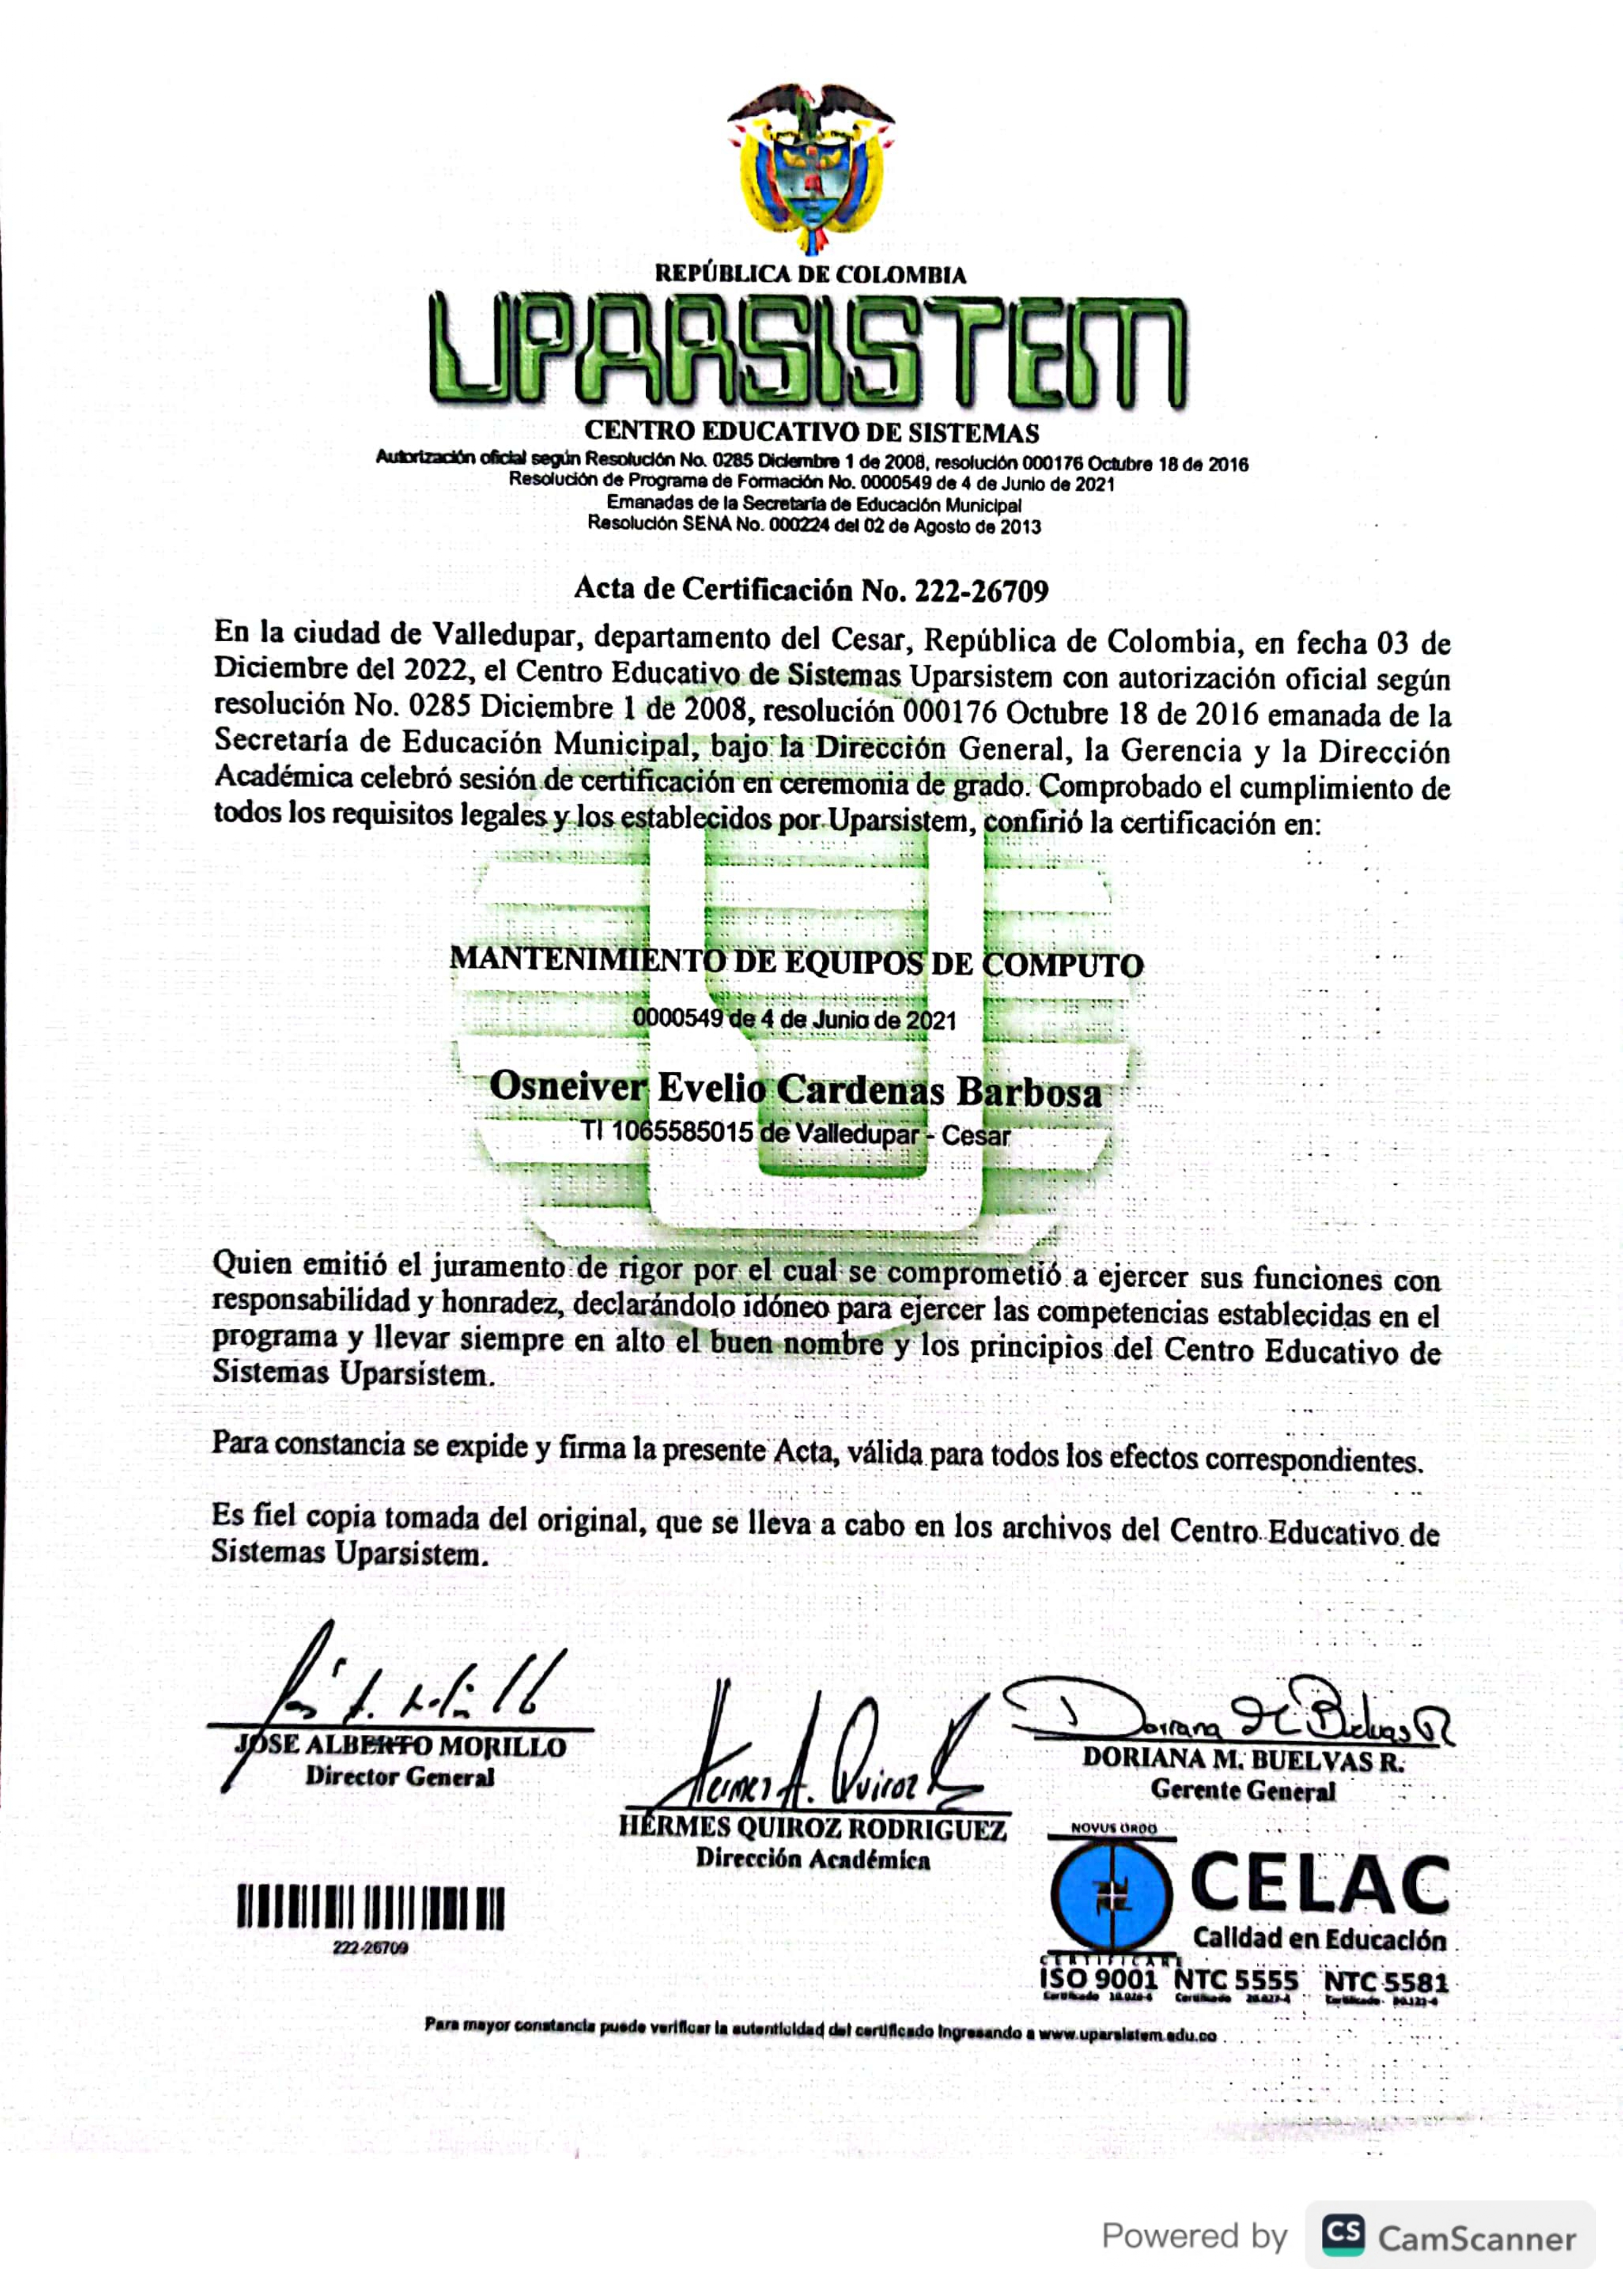 REPÚBLICA DE COLOMBIA
UPARSISTEM
CENTRO EDUCATIVO DE SISTEMAS
Autorización oficial según Resolución No. 0285 Diciembre 1 de 2008, resolución 000176 Octubre 18 de 2016
Resolución de Programa de Formación No. 0000549 de 4 de Junio de 2021
Emanadas de la Secretaría de Educación Municipal
Resolución SENA No. 000224 del 02 de Agosto de 2013
Acta de Certificación No. 222-26709
En la ciudad de Valledupar, departamento del Cesar, República de Colombia, en fecha 03 de
Diciembre del 2022, el Centro Educativo de Sistemas Uparsistem con autorización oficial según
resolución No. 0285 Diciembre 1 de 2008, resolución 000176 Octubre 18 de 2016 emanada de la
Secretaría de Educación Municipal, bajo la Dirección General, la Gerencia y la Dirección
Académica celebró sesión de certificación en ceremonia de grado. Comprobado el cumplimiento de
todos los requisitos legales y los establecidos por Uparsistem, confirió la certificación en:
MANTENIMIENTO DE EQUIPOS DE COMPUTO
0000549 de 4 de Junio de 2021
Osneiver Evelio Cardenas Barbosa
TI 1065585015 de Valledupar - Cesar
Quien emitió el juramento de rigor por el cual se comprometió a ejercer sus funciones con
responsabilidad y honradez, declarándolo idóneo para ejercer las competencias establecidas en el
programa y llevar siempre en alto el buen nombre y los principios del Centro Educativo de
Sistemas Uparsistem.
Para constancia se expide y firma la presente Acta, válida para todos los efectos correspondientes.
Es fiel copia tomada del original, que se lleva a cabo en los archivos del Centro Educativo de
Sistemas Uparsistem.
JOSE ALBERTO MORILLO
Director General
Hermes A. Quiroz
HERMES QUIROZ RODRIGUEZ
Dirección Académica
Doriana M Buelvas R
DORIANA M. BUELVAS R.
Gerente General
222-26709
NOVUS ORDO
CERTIFICARE
CELAC
Calidad en Educación
ISO 9001 NTC 5555 NTC 5581
Certificado Certificado Certificado
Para mayor constancia puede verificar la autenticidad del certificado ingresando a www.uparsistem.edu.co
Powered by CS CamScanner